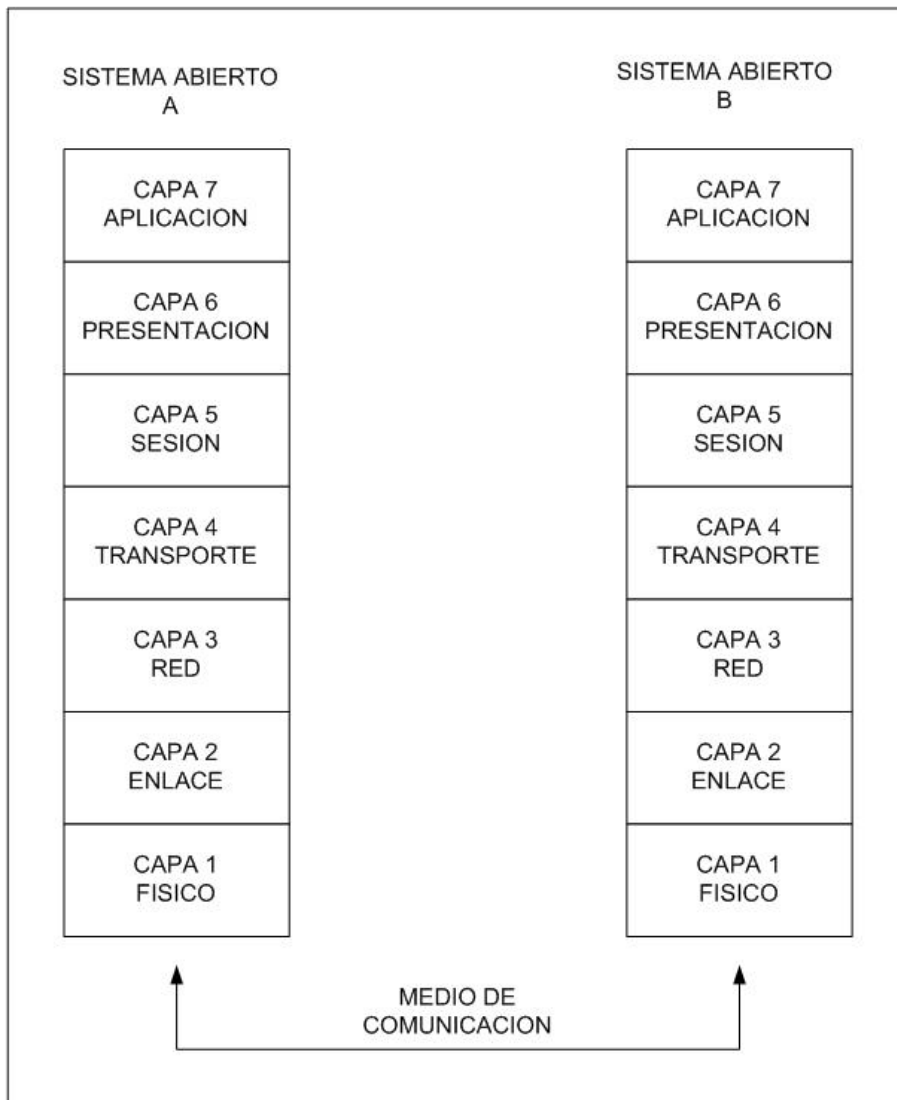 SISTEMA ABIERTO
A
CAPA 7
APLICACION
CAPA 6
PRESENTACION
CAPA 5
SESION
CAPA 4
TRANSPORTE
CAPA 3
RED
CAPA 2
ENLACE
CAPA 1
FISICO
SISTEMA ABIERTO
B
CAPA 7
APLICACION
CAPA 6
PRESENTACION
CAPA 5
SESION
CAPA 4
TRANSPORTE
CAPA 3
RED
CAPA 2
ENLACE
CAPA 1
FISICO
MEDIO DE
COMUNICACION